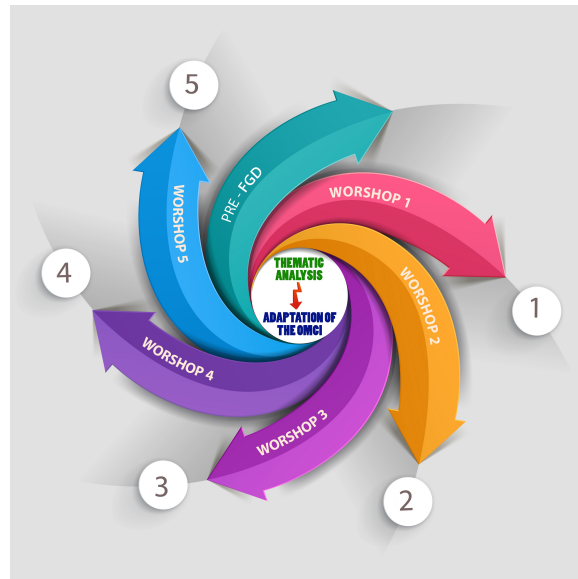 PRE - FGD
WORSHOP 1
1
WORSHOP 2
2
WORSHOP 3
3
WORSHOP 4
4
WORSHOP 5
5
THEMATIC
ANALYSIS
ADAPTATION OF
THE OMCI